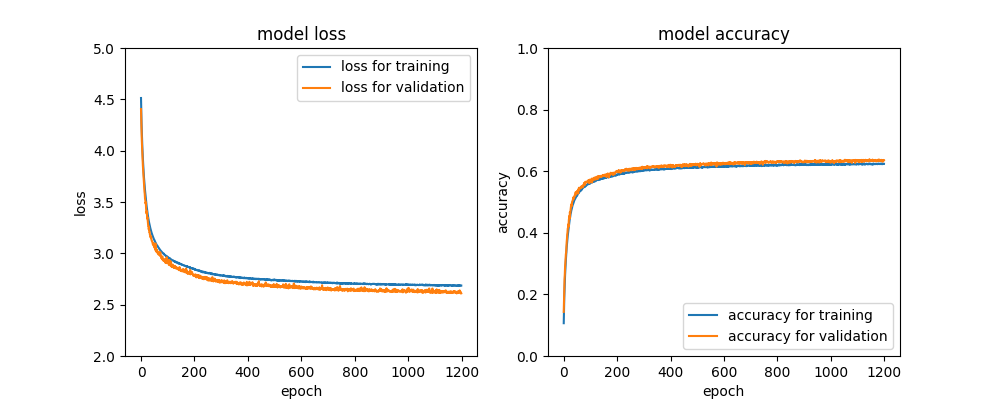 model loss
5.0
4.5
4.0
3.5
3.0
2.5
2.0
loss
0 200 400 600 800 1000 1200
epoch
loss for training
loss for validation
model accuracy
1.0
0.8
0.6
0.4
0.2
0.0
accuracy
0 200 400 600 800 1000 1200
epoch
accuracy for training
accuracy for validation